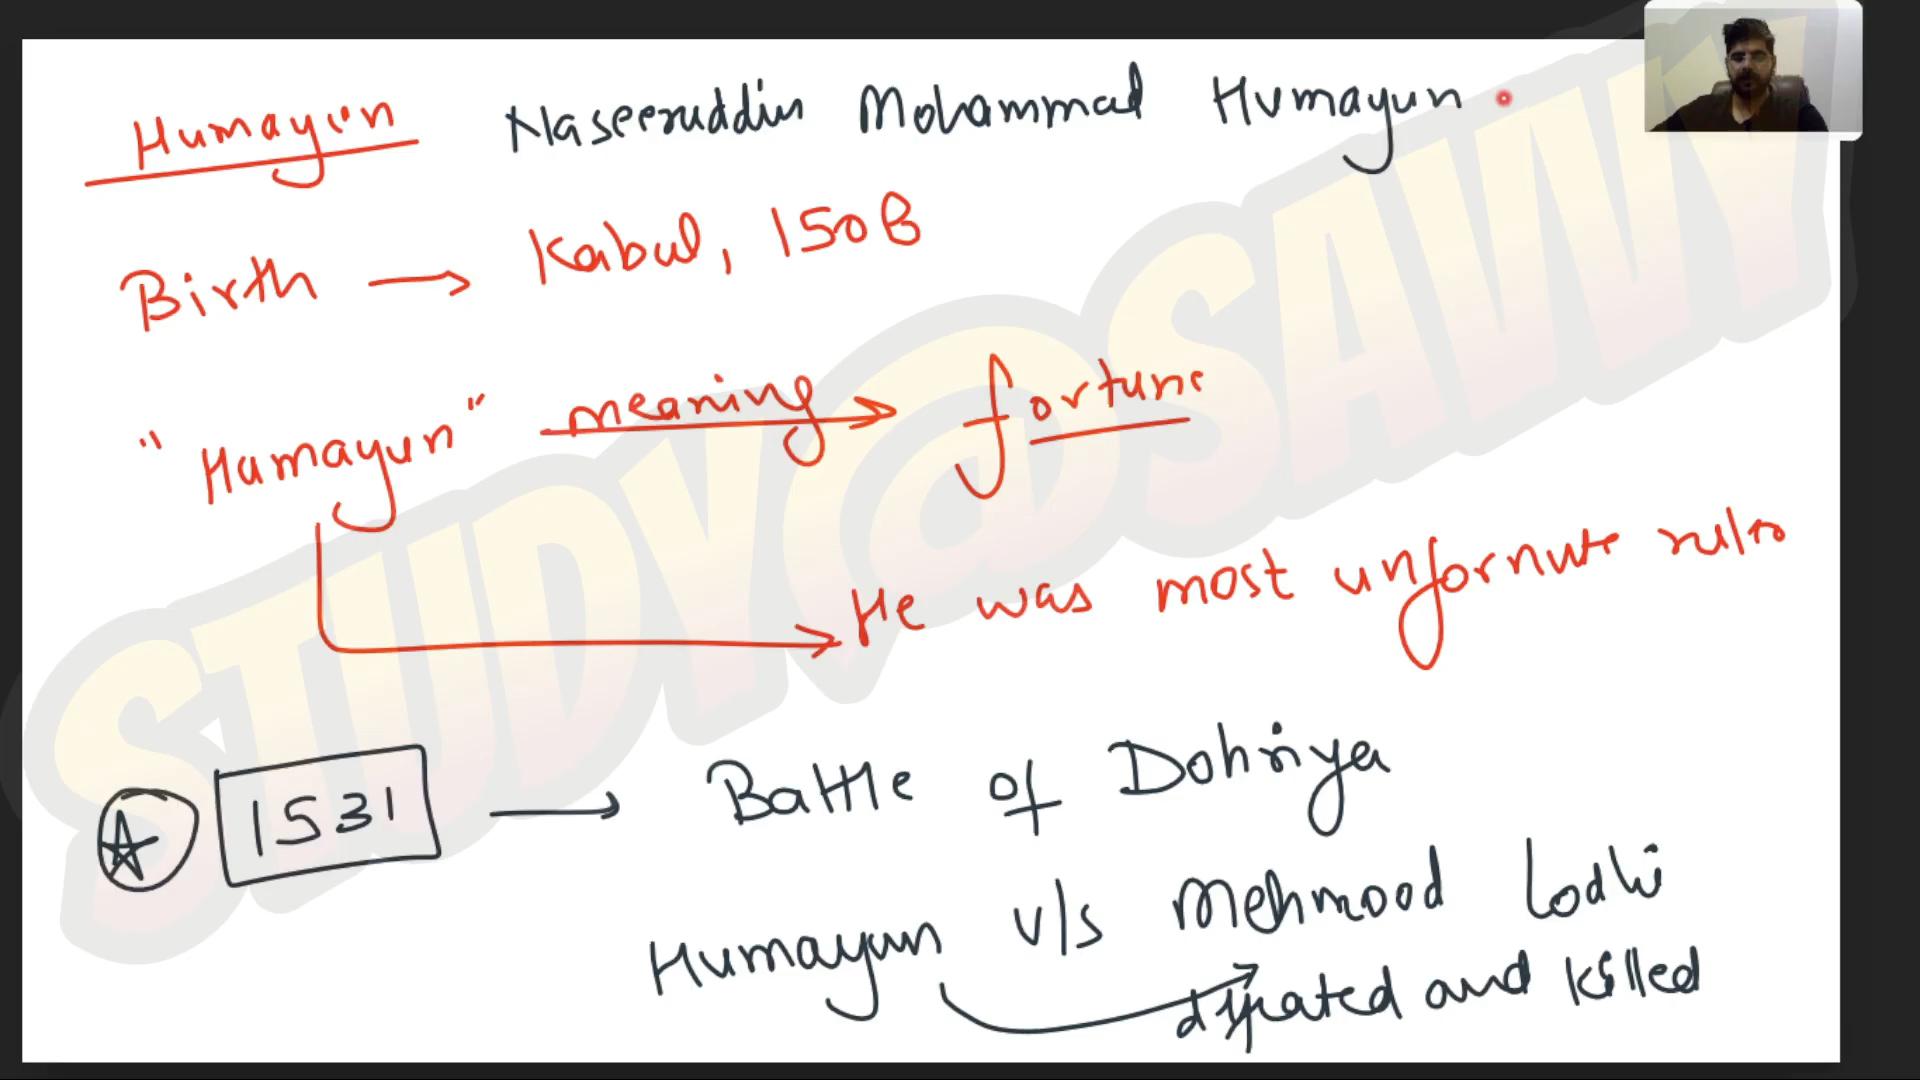 Humayun Naseeruddin Mohammad Humayun
Birth → Kabul, 1508
"Humayun" meaning → fortune
He was most unfornute ruler
1531 → Battle of Dohriya
Humayun v/s Mehmood Lodhi
defeated and killed
STUDY@SAVVY